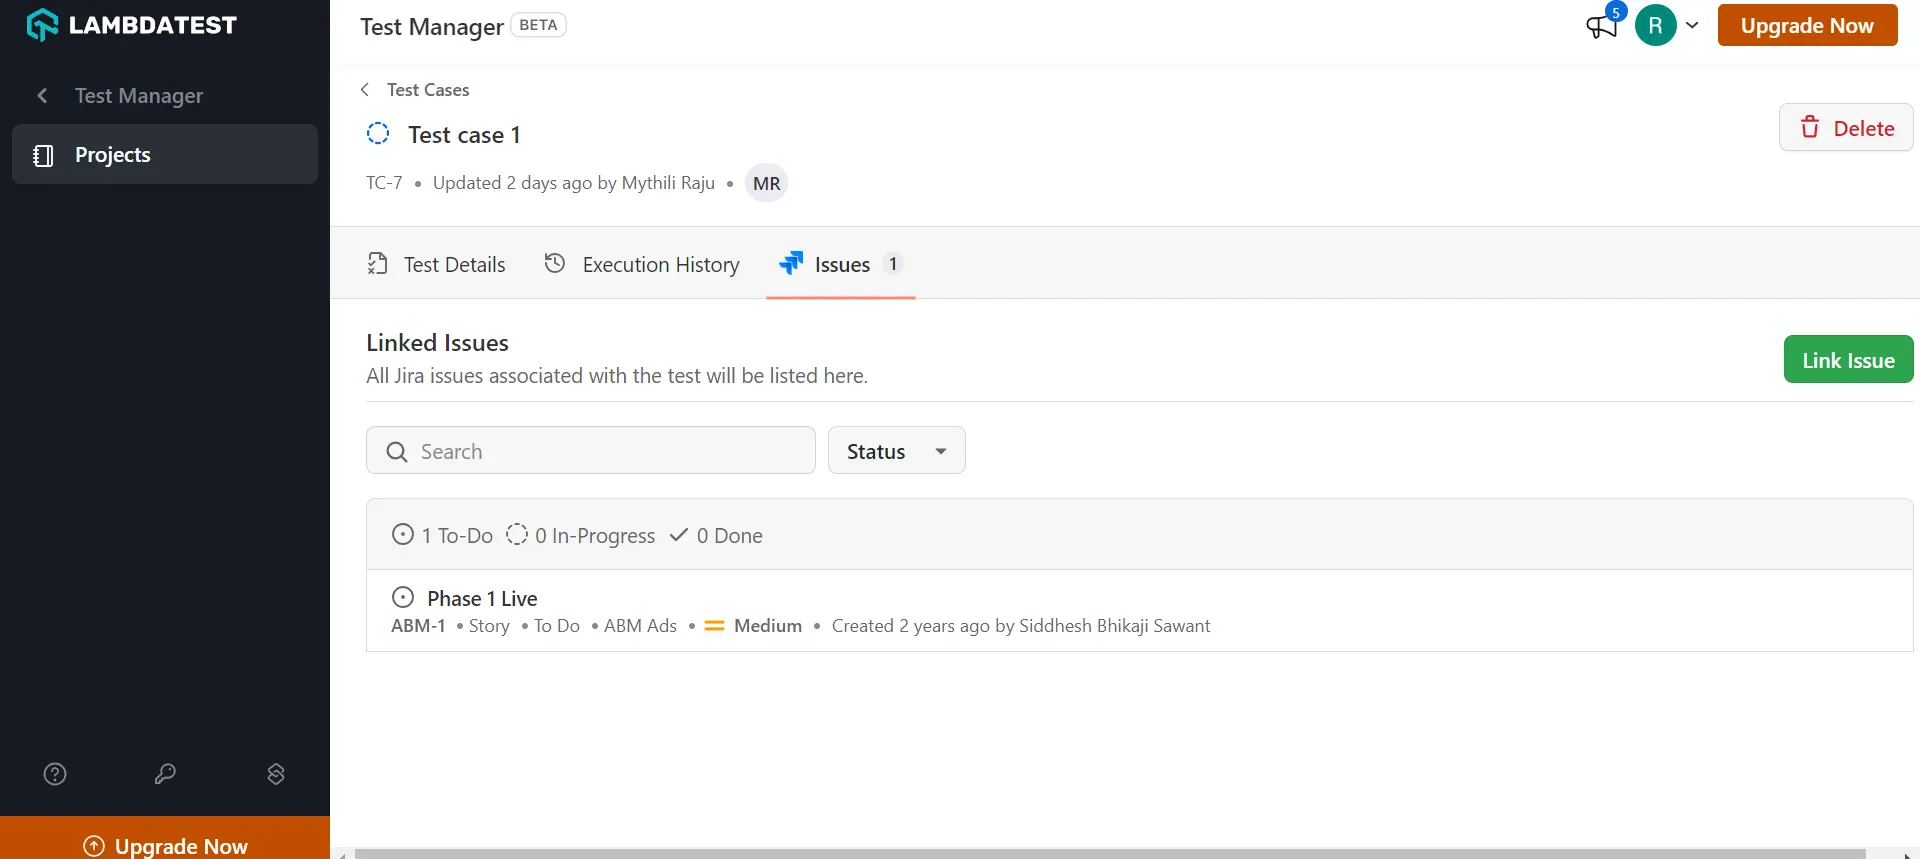 LAMBDATEST
Test Manager
Projects
Upgrade Now
Test Manager BETA
5
R
Upgrade Now
Test Cases
Test case 1
Delete
TC-7 • Updated 2 days ago by Mythili Raju • MR
Test Details
Execution History
Issues 1
Linked Issues
All Jira issues associated with the test will be listed here.
Link Issue
Search
Status
1 To-Do 0 In-Progress 0 Done
Phase 1 Live
ABM-1 • Story • To Do • ABM Ads • Medium • Created 2 years ago by Siddhesh Bhikaji Sawant